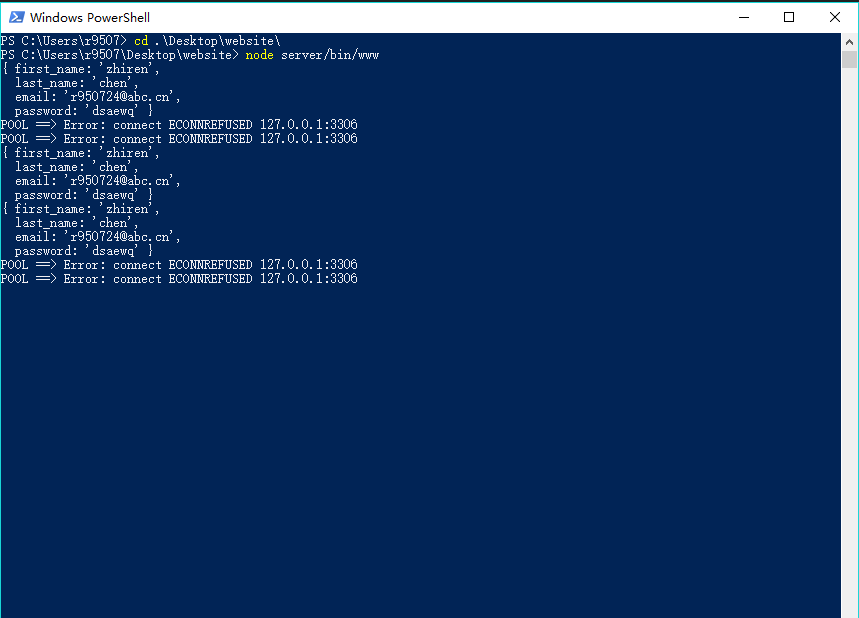 Windows PowerShell
PS C:\Users\r9507> cd .\Desktop\website\
PS C:\Users\r9507\Desktop\website> node server/bin/www
{ first_name: 'zhiren',
  last_name: 'chen',
  email: 'r950724@abc.cn',
  password: 'dsaewq' }
POOL ==> Error: connect ECONNREFUSED 127.0.0.1:3306
POOL ==> Error: connect ECONNREFUSED 127.0.0.1:3306
{ first_name: 'zhiren',
  last_name: 'chen',
  email: 'r950724@abc.cn',
  password: 'dsaewq' }
{ first_name: 'zhiren',
  last_name: 'chen',
  email: 'r950724@abc.cn',
  password: 'dsaewq' }
POOL ==> Error: connect ECONNREFUSED 127.0.0.1:3306
POOL ==> Error: connect ECONNREFUSED 127.0.0.1:3306